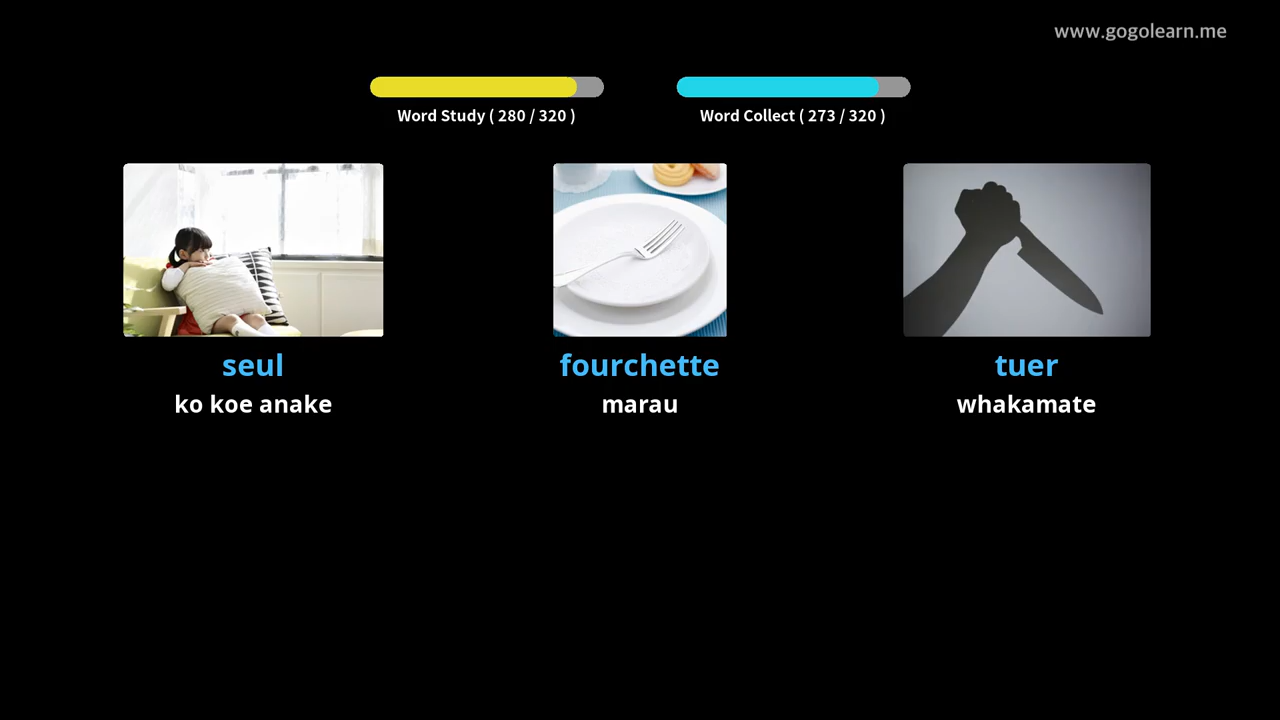 www.gogolearn.me
Word Study ( 280 / 320 )
Word Collect ( 273 / 320 )
seul
ko koe anake
fourchette
marau
tuer
whakamate